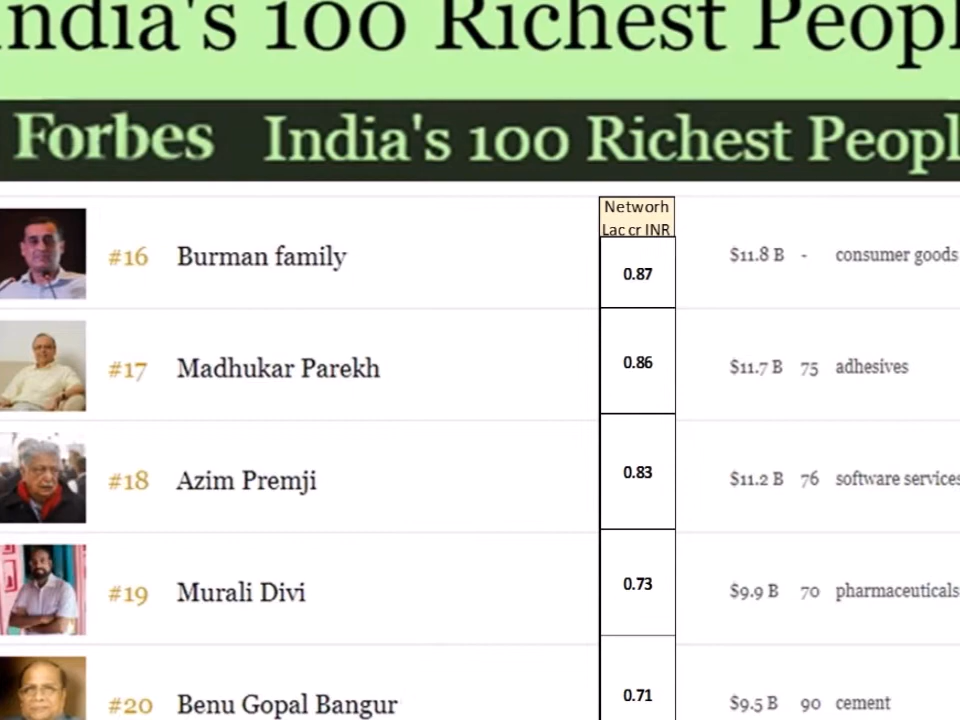 India's 100 Richest Peopl
Forbes India's 100 Richest Peopl
Networh
Lac cr INR
#16 Burman family 0.87 $11.8 B - consumer goods
#17 Madhukar Parekh 0.86 $11.7 B 75 adhesives
#18 Azim Premji 0.83 $11.2 B 76 software services
#19 Murali Divi 0.73 $9.9 B 70 pharmaceuticals
#20 Benu Gopal Bangur 0.71 $9.5 B 90 cement